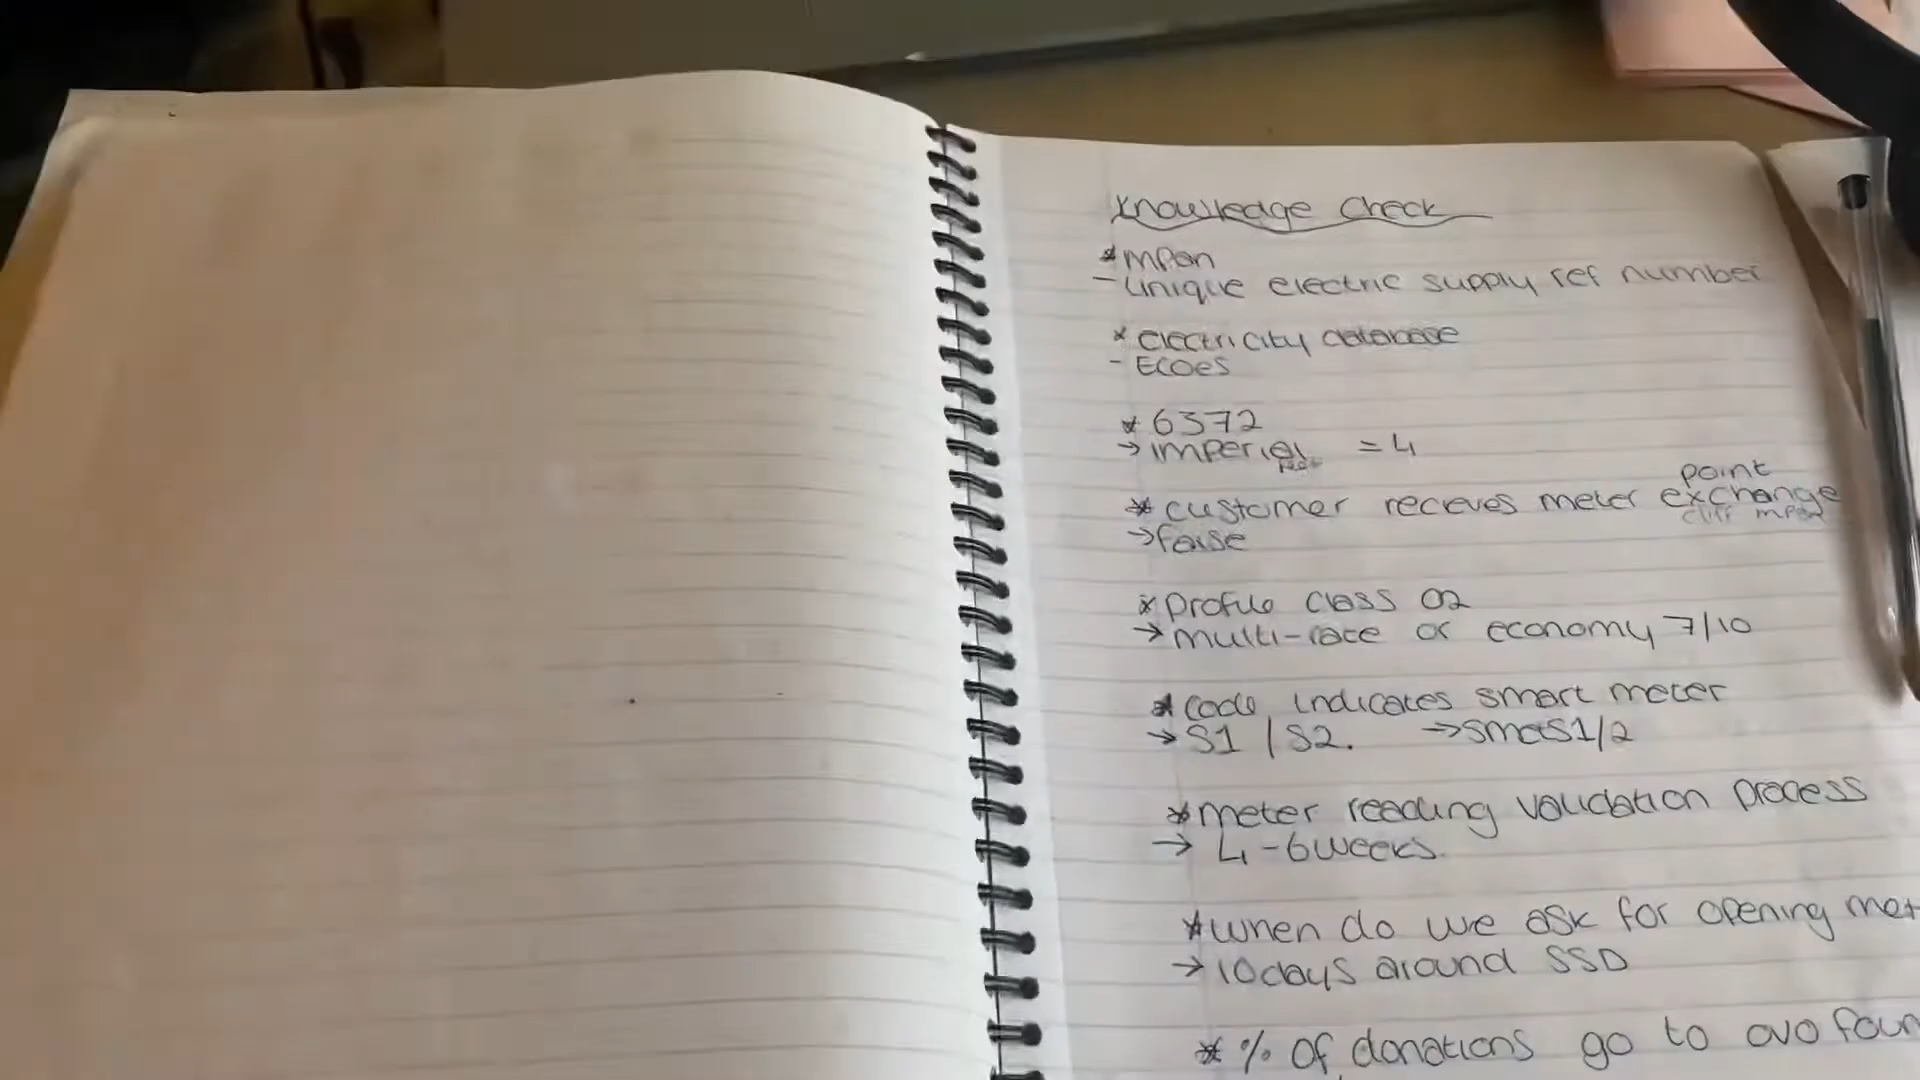 Knowledge Check
* MPan
- unique electric supply ref number
* electricity database
- ECOES
* 6372
→ imperial = 4
point
* customer recieves meter exchange
diff mpan
→ false
* Profile class 02
→ multi-rate or economy 7/10
* code indicates smart meter
→ S1 / S2. → SmetS1/2
* meter reading validation process
→ 4-6 weeks.
* when do we ask for opening met
→ 10 days around SSD
* % of donations go to ovo foun